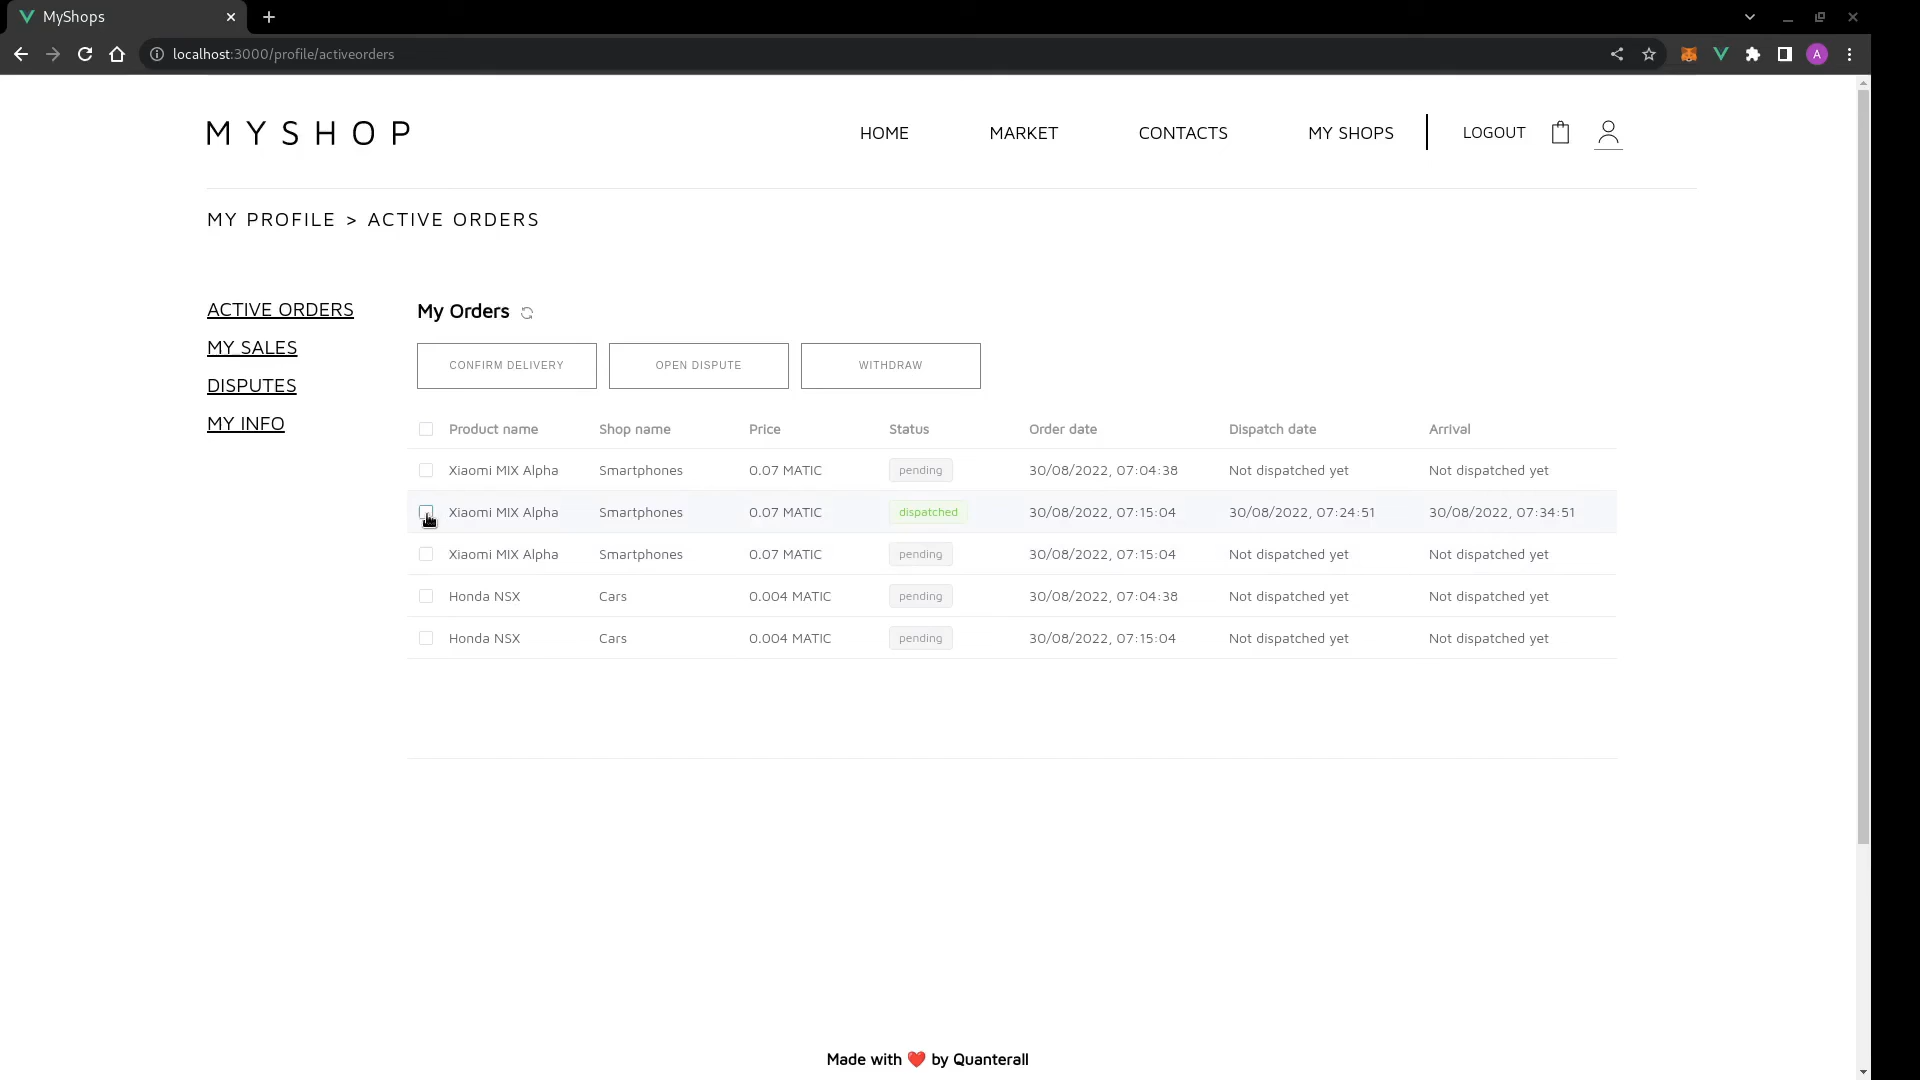 MyShops
localhost:3000/profile/activeorders
A
MYSHOP
HOME MARKET CONTACTS MY SHOPS LOGOUT
MY PROFILE > ACTIVE ORDERS
ACTIVE ORDERS
MY SALES
DISPUTES
MY INFO
My Orders
CONFIRM DELIVERY OPEN DISPUTE WITHDRAW
Product name Shop name Price Status Order date Dispatch date Arrival
Xiaomi MIX Alpha Smartphones 0.07 MATIC pending 30/08/2022, 07:04:38 Not dispatched yet Not dispatched yet
Xiaomi MIX Alpha Smartphones 0.07 MATIC dispatched 30/08/2022, 07:15:04 30/08/2022, 07:24:51 30/08/2022, 07:34:51
Xiaomi MIX Alpha Smartphones 0.07 MATIC pending 30/08/2022, 07:15:04 Not dispatched yet Not dispatched yet
Honda NSX Cars 0.004 MATIC pending 30/08/2022, 07:04:38 Not dispatched yet Not dispatched yet
Honda NSX Cars 0.004 MATIC pending 30/08/2022, 07:15:04 Not dispatched yet Not dispatched yet
Made with ❤️ by Quanterall